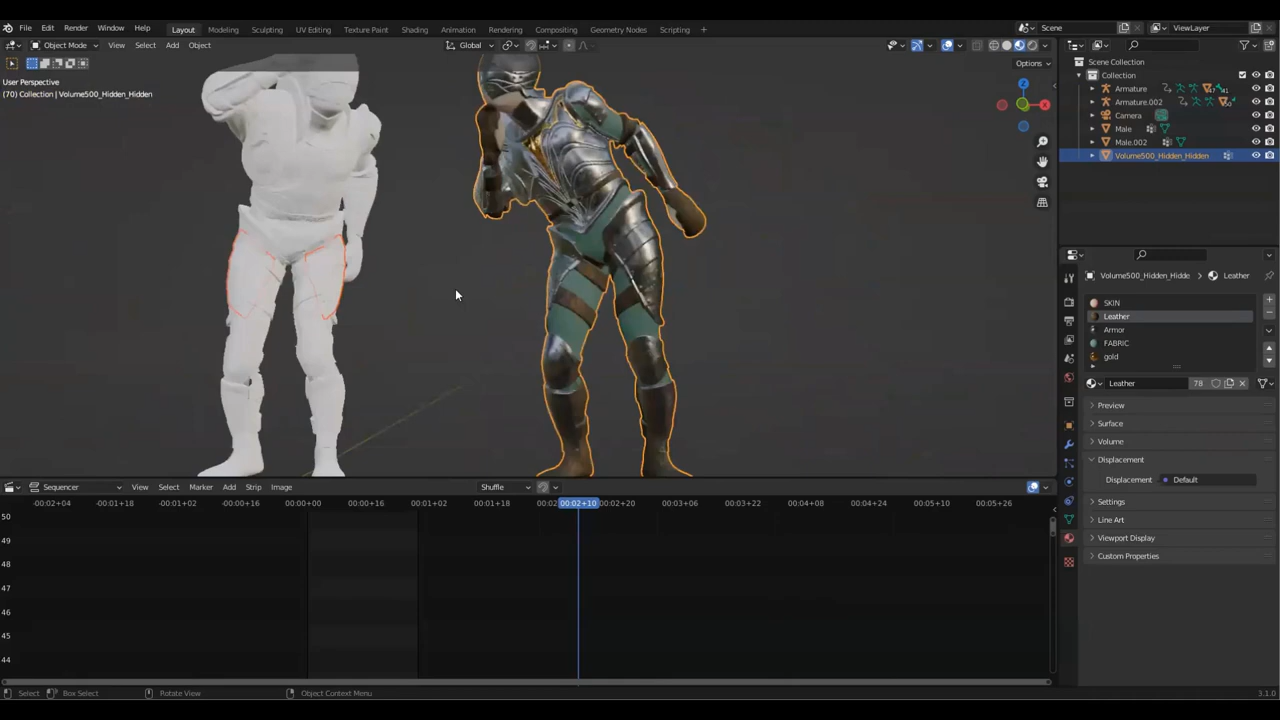 File Edit Render Window Help Layout Modeling Sculpting UV Editing Texture Paint Shading Animation Rendering Compositing Geometry Nodes Scripting + Scene ViewLayer
Object Mode View Select Add Object Global
Options
User Perspective
(70) Collection | Volume500_Hidden_Hidden
X
Scene Collection
Collection
Armature
Armature.002
Camera
Male
Male.002
Volume500_Hidden_Hidden
Volume500_Hidden_Hidde > Leather
SKIN
Leather
Armor
FABRIC
gold
Leather 78
Preview
Surface
Volume
Displacement
Displacement Default
Settings
Line Art
Viewport Display
Custom Properties
Sequencer View Select Marker Add Strip Image Shuffle
00:02+04 -00:01+18 -00:01+02 -00:00+16 00:00+00 00:00+16 00:01+02 00:01+18 00:02+10 00:02+20 00:03+06 00:03+22 00:04+08 00:04+24 00:05+10 00:05+26
50
49
48
47
46
45
44
Select Box Select Rotate View Object Context Menu 3.1.0